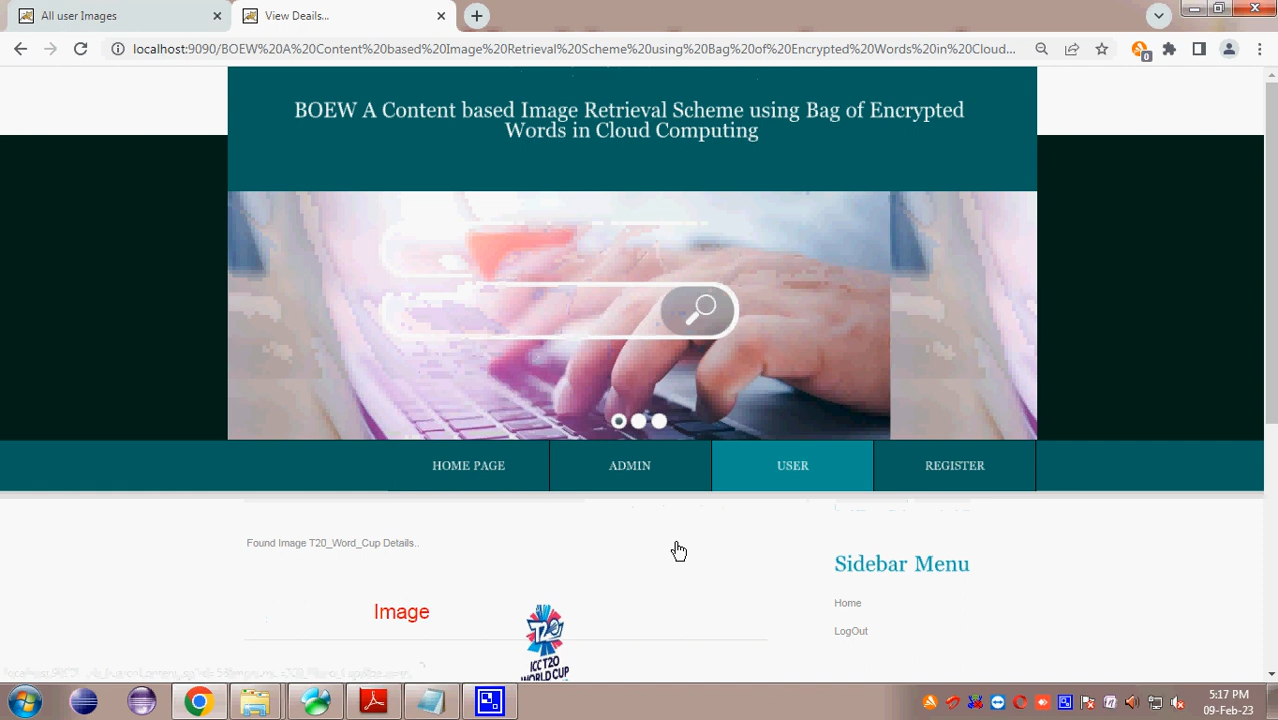 All user Images
View Deails...
localhost:9090/BOEW%20A%20Content%20based%20Image%20Retrieval%20Scheme%20using%20Bag%20of%20Encrypted%20Words%20in%20Cloud...
0
BOEW A Content based Image Retrieval Scheme using Bag of Encrypted
Words in Cloud Computing
HOME PAGE
ADMIN
USER
REGISTER
Found Image T20_Word_Cup Details..
Sidebar Menu
Home
LogOut
Image
T20
ICC T20
WORLD CUP
5:17 PM
09-Feb-23